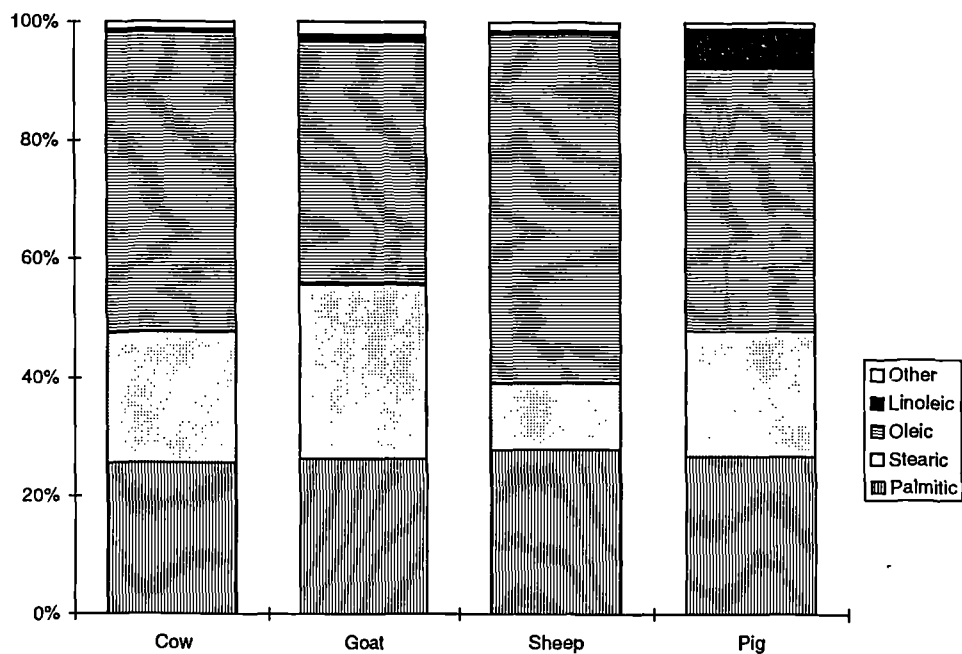 100%
80%
60%
40%
20%
0%
Cow
Goat
Sheep
Pig
Other
Linoleic
Oleic
Stearic
Palmitic